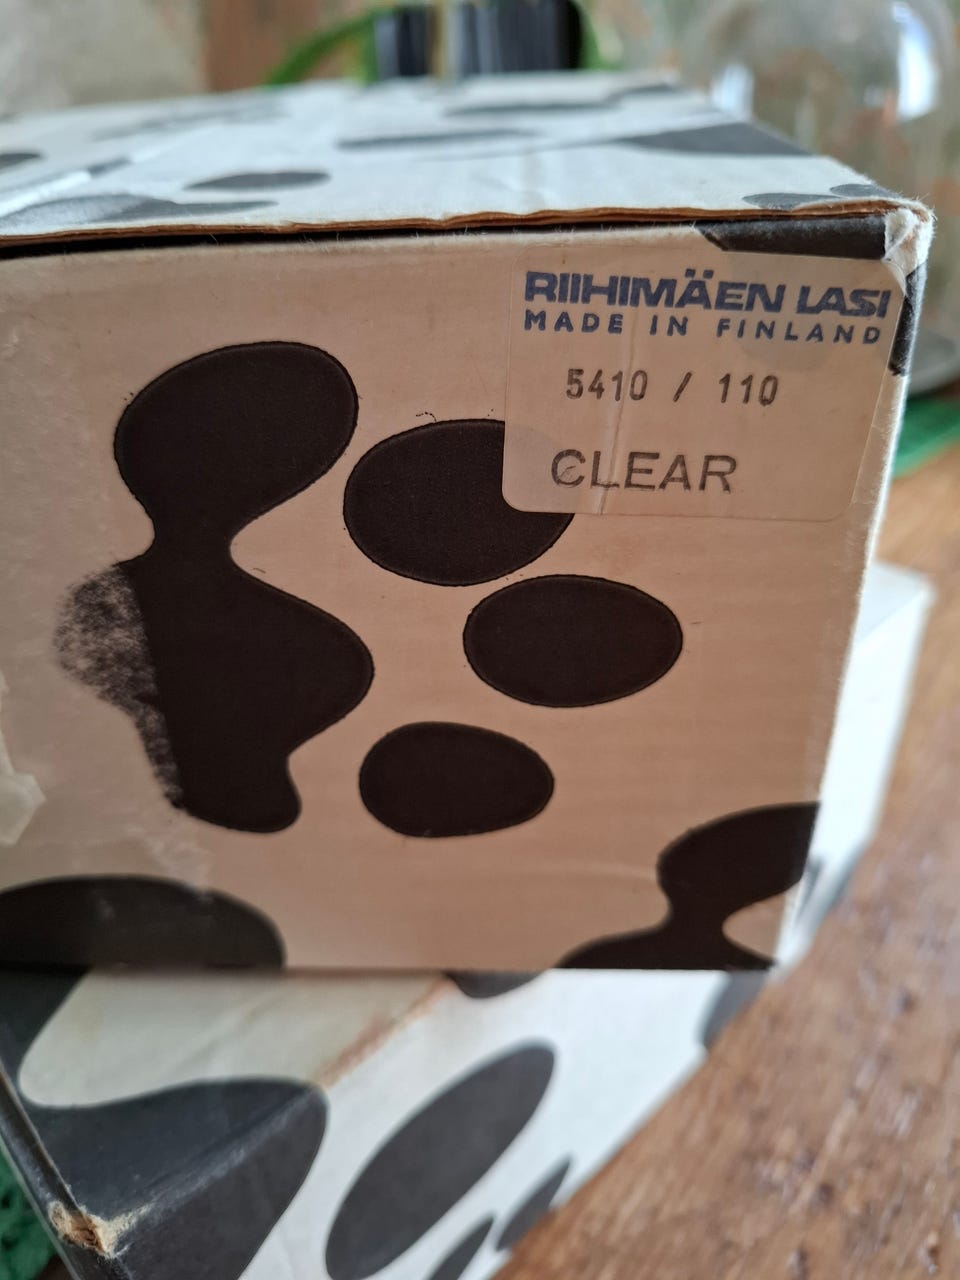 RIIHIMÄEN LASI
MADE IN FINLAND
5410 / 110
CLEAR